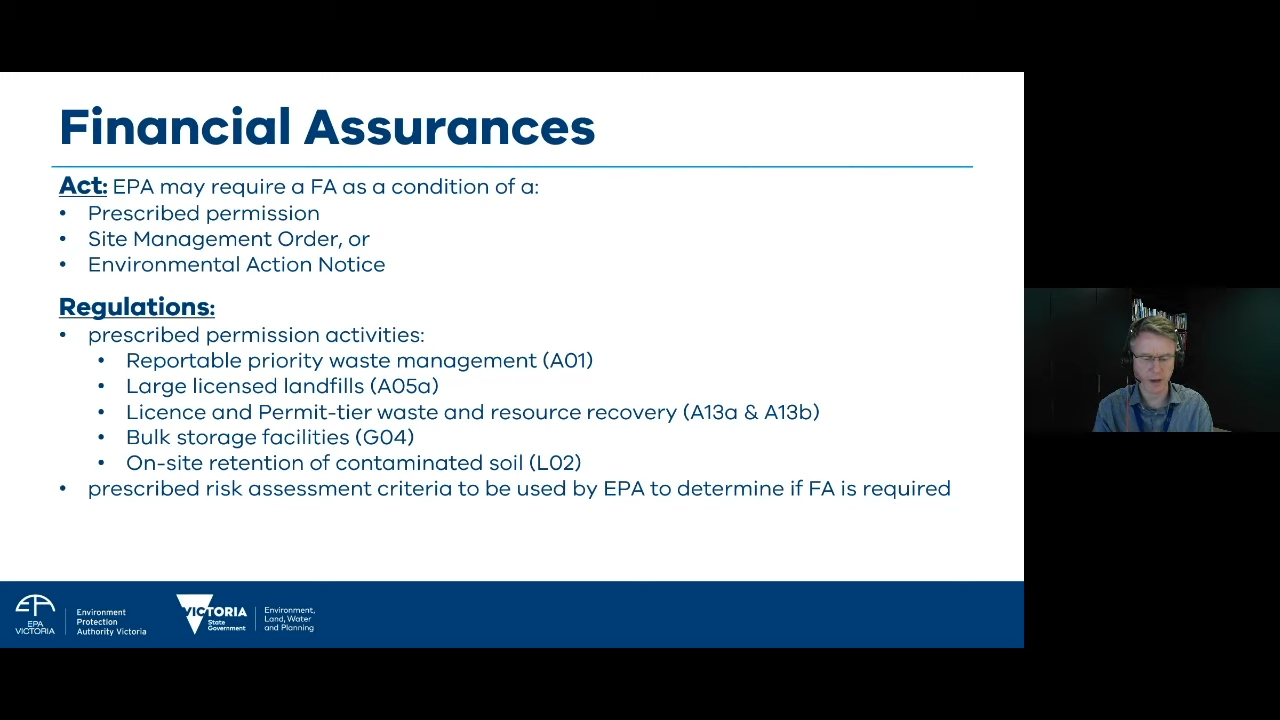 Financial Assurances
Act: EPA may require a FA as a condition of a:
• Prescribed permission
• Site Management Order, or
• Environmental Action Notice
Regulations:
• prescribed permission activities:
• Reportable priority waste management (A01)
• Large licensed landfills (A05a)
• Licence and Permit-tier waste and resource recovery (A13a & A13b)
• Bulk storage facilities (G04)
• On-site retention of contaminated soil (L02)
• prescribed risk assessment criteria to be used by EPA to determine if FA is required
EPA
VICTORIA
Environment
Protection
Authority Victoria
VICTORIA
State
Government
Environment,
Land, Water
and Planning